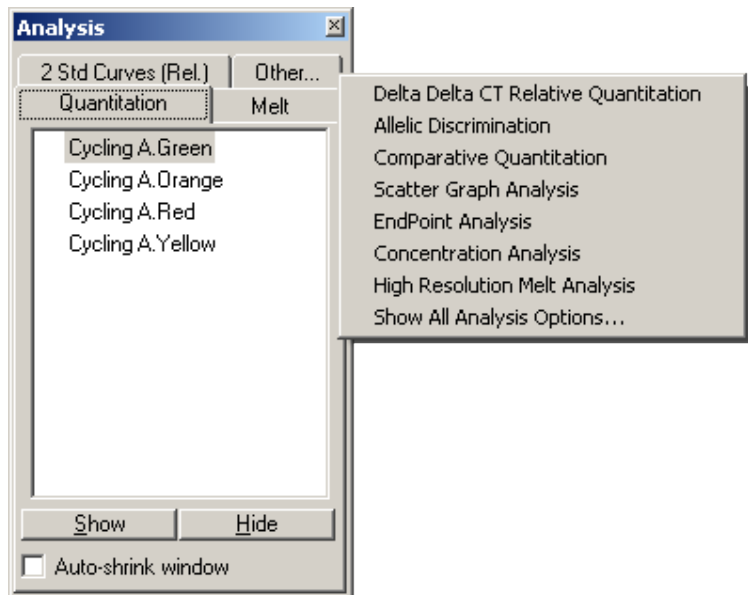 Analysis
2 Std Curves (Rel.) Other...
Quantitation Melt
Cycling A.Green
Cycling A.Orange
Cycling A.Red
Cycling A.Yellow
Show Hide
Auto-shrink window
Delta Delta CT Relative Quantitation
Allelic Discrimination
Comparative Quantitation
Scatter Graph Analysis
EndPoint Analysis
Concentration Analysis
High Resolution Melt Analysis
Show All Analysis Options...